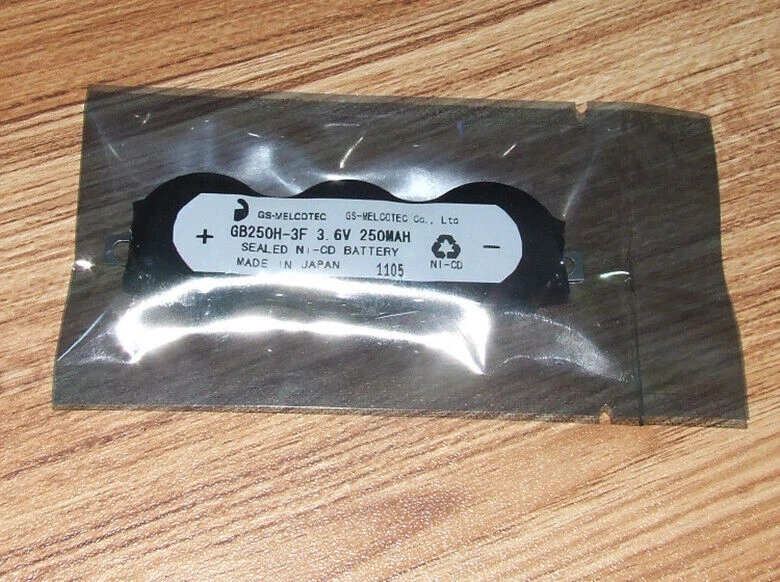 GS-MELCOTEC GS-MELCOTEC Co., Ltd
+ GB250H-3F 3.6V 250MAH −
SEALED NI-CD BATTERY
MADE IN JAPAN 1105 NI-CD